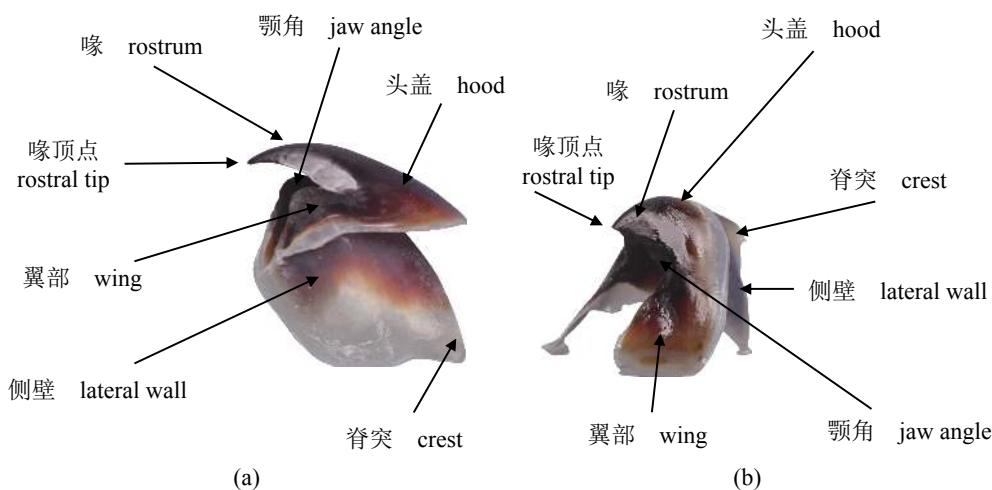 颚角 jaw angle
喙 rostrum
头盖 hood
喙顶点
rostral tip
翼部 wing
侧壁 lateral wall
脊突 crest
(a)
头盖 hood
喙 rostrum
喙顶点
rostral tip
脊突 crest
侧壁 lateral wall
翼部 wing
颚角 jaw angle
(b)